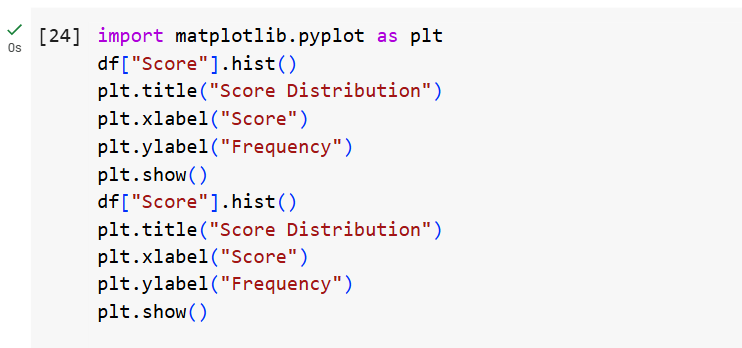 [24] import matplotlib.pyplot as plt
0s
df["Score"].hist()
plt.title("Score Distribution")
plt.xlabel("Score")
plt.ylabel("Frequency")
plt.show()
df["Score"].hist()
plt.title("Score Distribution")
plt.xlabel("Score")
plt.ylabel("Frequency")
plt.show()